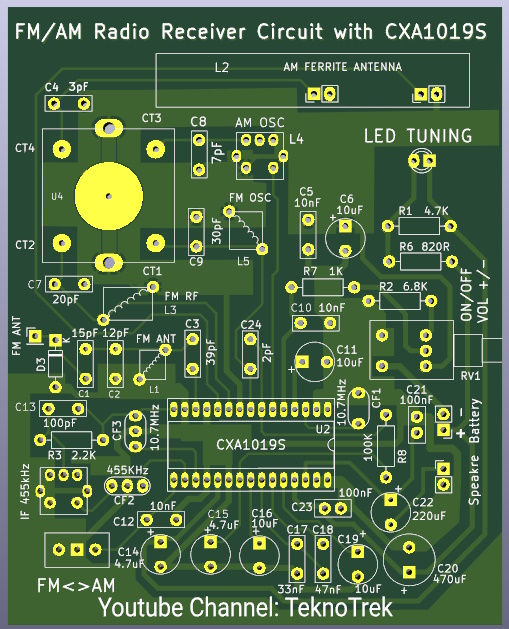 FM/AM Radio Receiver Circuit with CXA1019S
L2
AM FERRITE ANTENNA
C4 3pF
CT3
C8
AM OSC
LED TUNING
CT4
7pF
L4
U4
FM OSC
C5
10nF
C6
10uF
R1 4.7K
30pF
CT2
C9
L5
R6 820R
ON/OFF
VOL +/-
C7
20pF
CT1
FM RF
L3
R7 1K
R2 6.8K
FM ANT
K
15pF 12pF
FM ANT
C3
C24
C10 10nF
D3
39pF
2pF
C11
10uF
RV1
C1
C2
L1
C13
100pF
CF3
10.7MHz
10.7MHz
CF1
C21
100nF
-
+
U2
CXA1019S
R3 2.2K
100K
R8
Speakre Battery
IF 455kHz
455KHz
CF2
10nF
C12
C15
4.7uF
C16
10uF
C23
100nF
C22
220uF
C14
4.7uF
C17
33nF
C18
47nF
C19
10uF
C20
470uF
FM<>AM
Youtube Channel: TeknoTrek